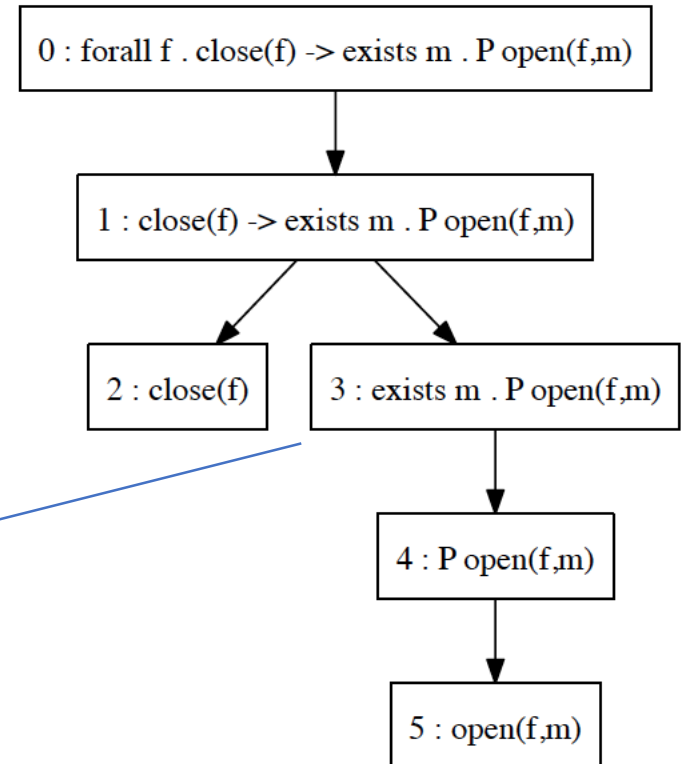 0 : forall f . close(f) -> exists m . P open(f,m)
1 : close(f) -> exists m . P open(f,m)
2 : close(f)
3 : exists m . P open(f,m)
4 : P open(f,m)
5 : open(f,m)